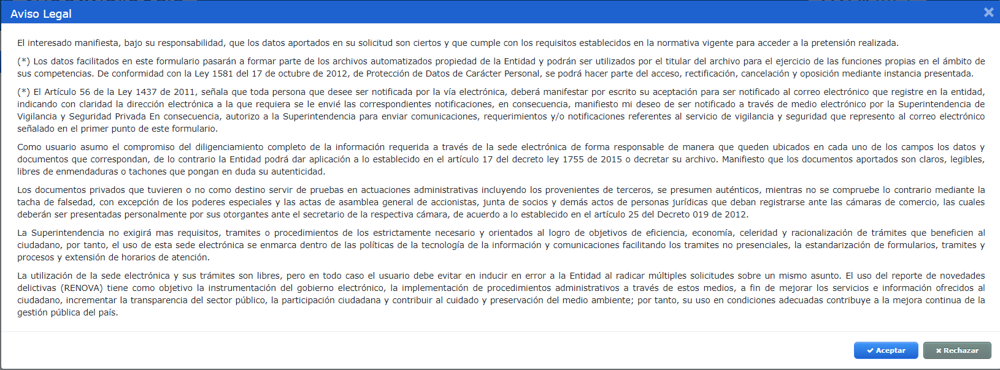 Aviso Legal
El interesado manifiesta, bajo su responsabilidad, que los datos aportados en su solicitud son ciertos y que cumple con los requisitos establecidos en la normativa vigente para acceder a la pretensión realizada.
(*) Los datos facilitados en este formulario pasarán a formar parte de los archivos automatizados propiedad de la Entidad y podrán ser utilizados por el titular del archivo para el ejercicio de las funciones propias en el ámbito de
sus competencias. De conformidad con la Ley 1581 del 17 de octubre de 2012, de Protección de Datos de Carácter Personal, se podrá hacer parte del acceso, rectificación, cancelación y oposición mediante instancia presentada.
(*) El Artículo 56 de la Ley 1437 de 2011, señala que toda persona que desee ser notificada por la vía electrónica, deberá manifestar por escrito su aceptación para ser notificado al correo electrónico que registre en la entidad,
indicando con claridad la dirección electrónica a la que requiera se le envié las correspondientes notificaciones, en consecuencia, manifiesto mi deseo de ser notificado a través de medio electrónico por la Superintendencia de
Vigilancia y Seguridad Privada En consecuencia, autorizo a la Superintendencia para enviar comunicaciones, requerimientos y/o notificaciones referentes al servicio de vigilancia y seguridad que represento al correo electrónico
señalado en el primer punto de este formulario.
Como usuario asumo el compromiso del diligenciamiento completo de la información requerida a través de la sede electrónica de forma responsable de manera que queden ubicados en cada uno de los campos los datos y
documentos que correspondan, de lo contrario la Entidad podrá dar aplicación a lo establecido en el artículo 17 del decreto ley 1755 de 2015 o decretar su archivo. Manifiesto que los documentos aportados son claros, legibles,
libres de enmendaduras o tachones que pongan en duda su autenticidad.
Los documentos privados que tuvieren o no como destino servir de pruebas en actuaciones administrativas incluyendo los provenientes de terceros, se presumen auténticos, mientras no se compruebe lo contrario mediante la
tacha de falsedad, con excepción de los poderes especiales y las actas de asamblea general de accionistas, junta de socios y demás actos de personas jurídicas que deban registrarse ante las cámaras de comercio, las cuales
deberán ser presentadas personalmente por sus otorgantes ante el secretario de la respectiva cámara, de acuerdo a lo establecido en el artículo 25 del Decreto 019 de 2012.
La Superintendencia no exigirá mas requisitos, tramites o procedimientos de los estrictamente necesario y orientados al logro de objetivos de eficiencia, economía, celeridad y racionalización de trámites que beneficien al
ciudadano, por tanto, el uso de esta sede electrónica se enmarca dentro de las políticas de la tecnología de la información y comunicaciones facilitando los tramites no presenciales, la estandarización de formularios, tramites y
procesos y extensión de horarios de atención.
La utilización de la sede electrónica y sus trámites son libres, pero en todo caso el usuario debe evitar en inducir en error a la Entidad al radicar múltiples solicitudes sobre un mismo asunto. El uso del reporte de novedades
delictivas (RENOVA) tiene como objetivo la instrumentación del gobierno electrónico, la implementación de procedimientos administrativos a través de estos medios, a fin de mejorar los servicios e información ofrecidos al
ciudadano, incrementar la transparencia del sector público, la participación ciudadana y contribuir al cuidado y preservación del medio ambiente; por tanto, su uso en condiciones adecuadas contribuye a la mejora continua de la
gestión pública del país.
Aceptar
Rechazar